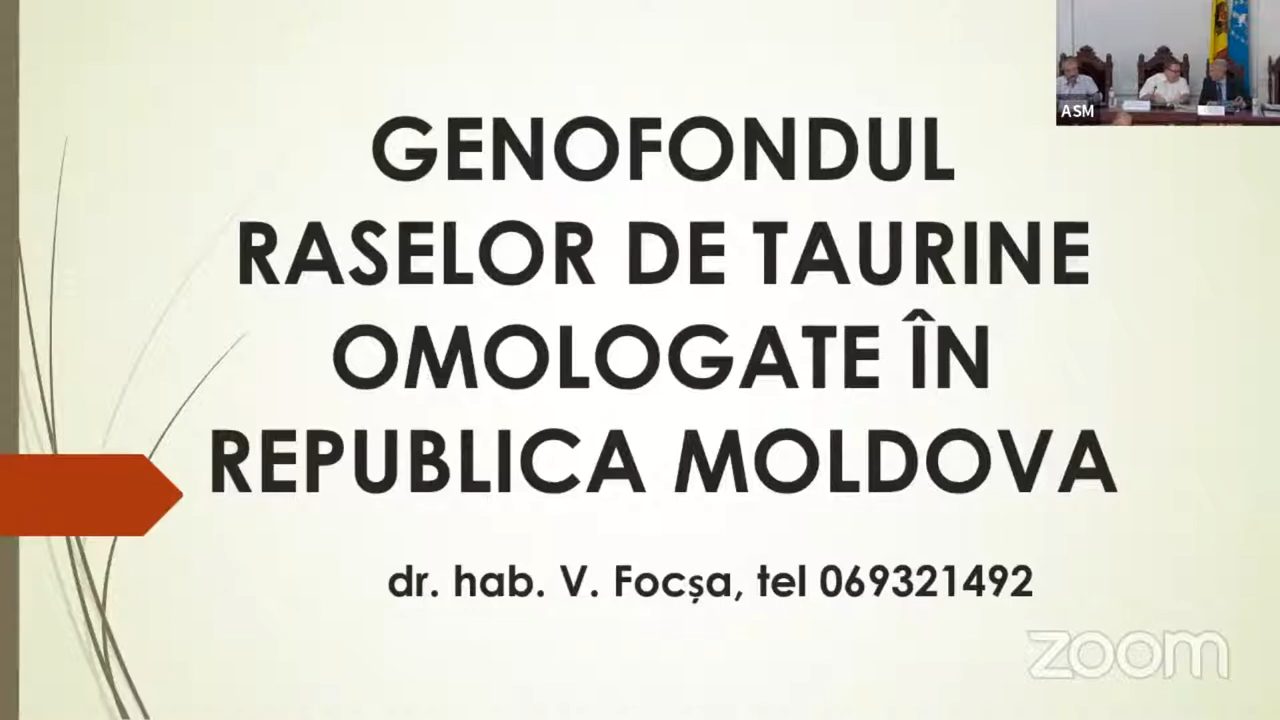 ASM
GENOFONDUL
RASELOR DE TAURINE
OMOLOGATE ÎN
REPUBLICA MOLDOVA
dr. hab. V. Focșa, tel 069321492
zoom